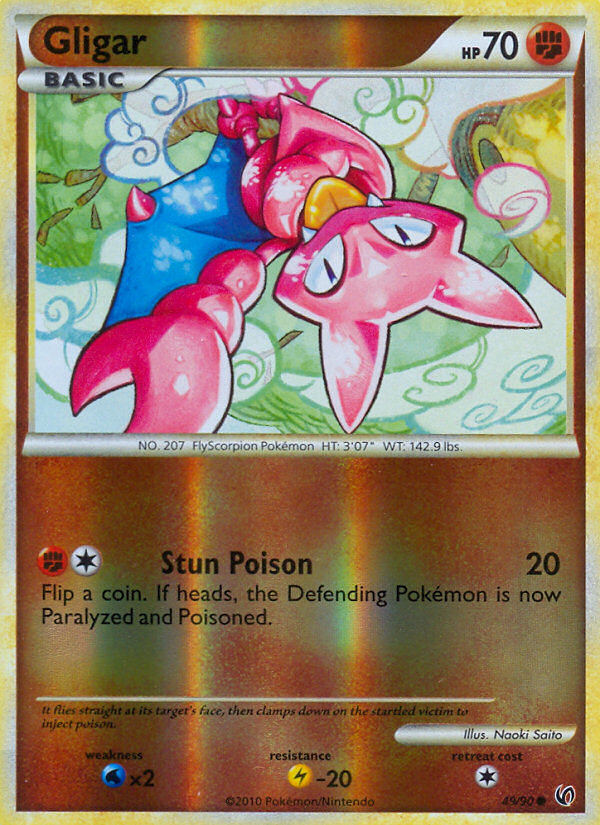 Gligar
HP 70
BASIC
NO. 207 FlyScorpion Pokémon HT: 3'07" WT: 142.9 lbs.
Stun Poison 20
Flip a coin. If heads, the Defending Pokémon is now
Paralyzed and Poisoned.
It flies straight at its target's face, then clamps down on the startled victim to
inject poison.
Illus. Naoki Saito
weakness resistance retreat cost
×2 -20
©2010 Pokémon/Nintendo 49/90